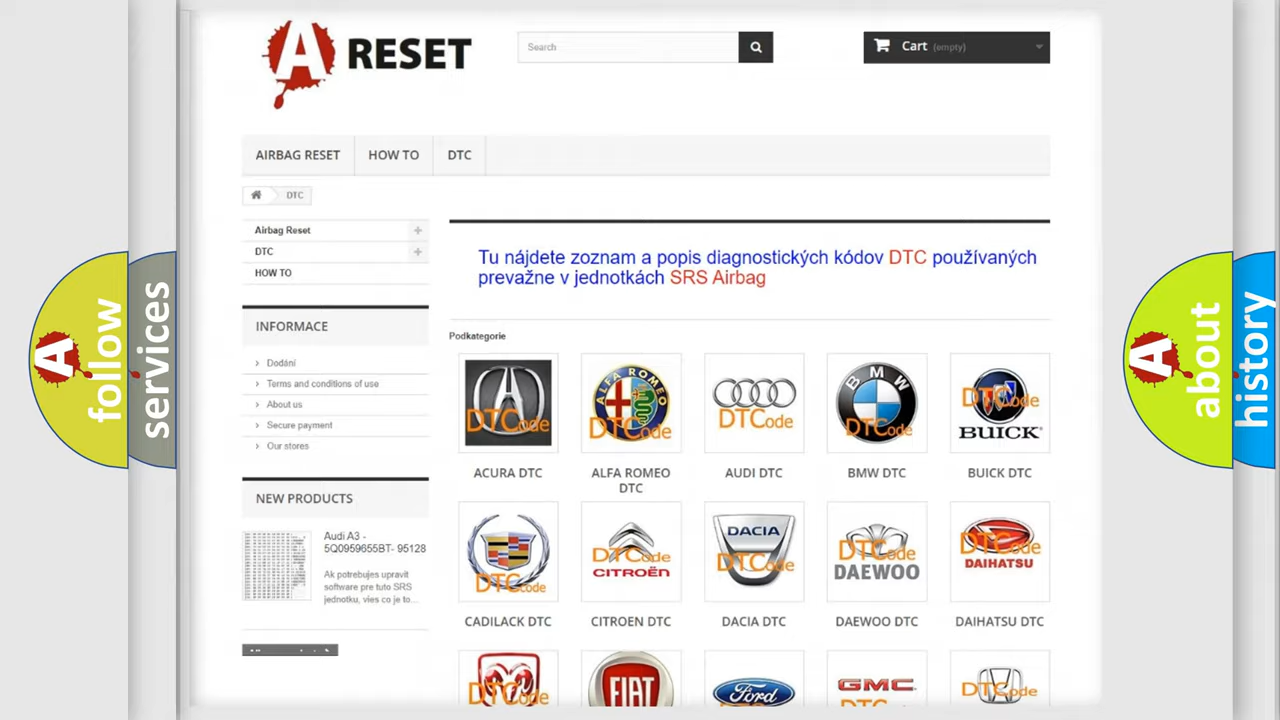 A RESET
Search
Cart (empty)
AIRBAG RESET
HOW TO
DTC
DTC
Airbag Reset
DTC
HOW TO
Tu nájdete zoznam a popis diagnostických kódov DTC používaných
prevažne v jednotkách SRS Airbag
INFORMACE
Dodání
Terms and conditions of use
About us
Secure payment
Our stores
NEW PRODUCTS
Audi A3 -
5Q0959655BT- 95128
Ak potrebujes upravit
software pre tuto SRS
jednotku, vies co je to...
Podkategorie
DTCode
ALFA ROMEO
DTCode
DTCode
BMW
DTCode
DTCode
BUICK
ACURA DTC
ALFA ROMEO
DTC
AUDI DTC
BMW DTC
BUICK DTC
DTCode
DTCode
CITROËN
DACIA
DTCode
DTCode
DAEWOO
DTCode
DAIHATSU
CADILACK DTC
CITROEN DTC
DACIA DTC
DAEWOO DTC
DAIHATSU DTC
DTCode
FIAT
Ford
GMC
DTCode
A follow
services
A about
history